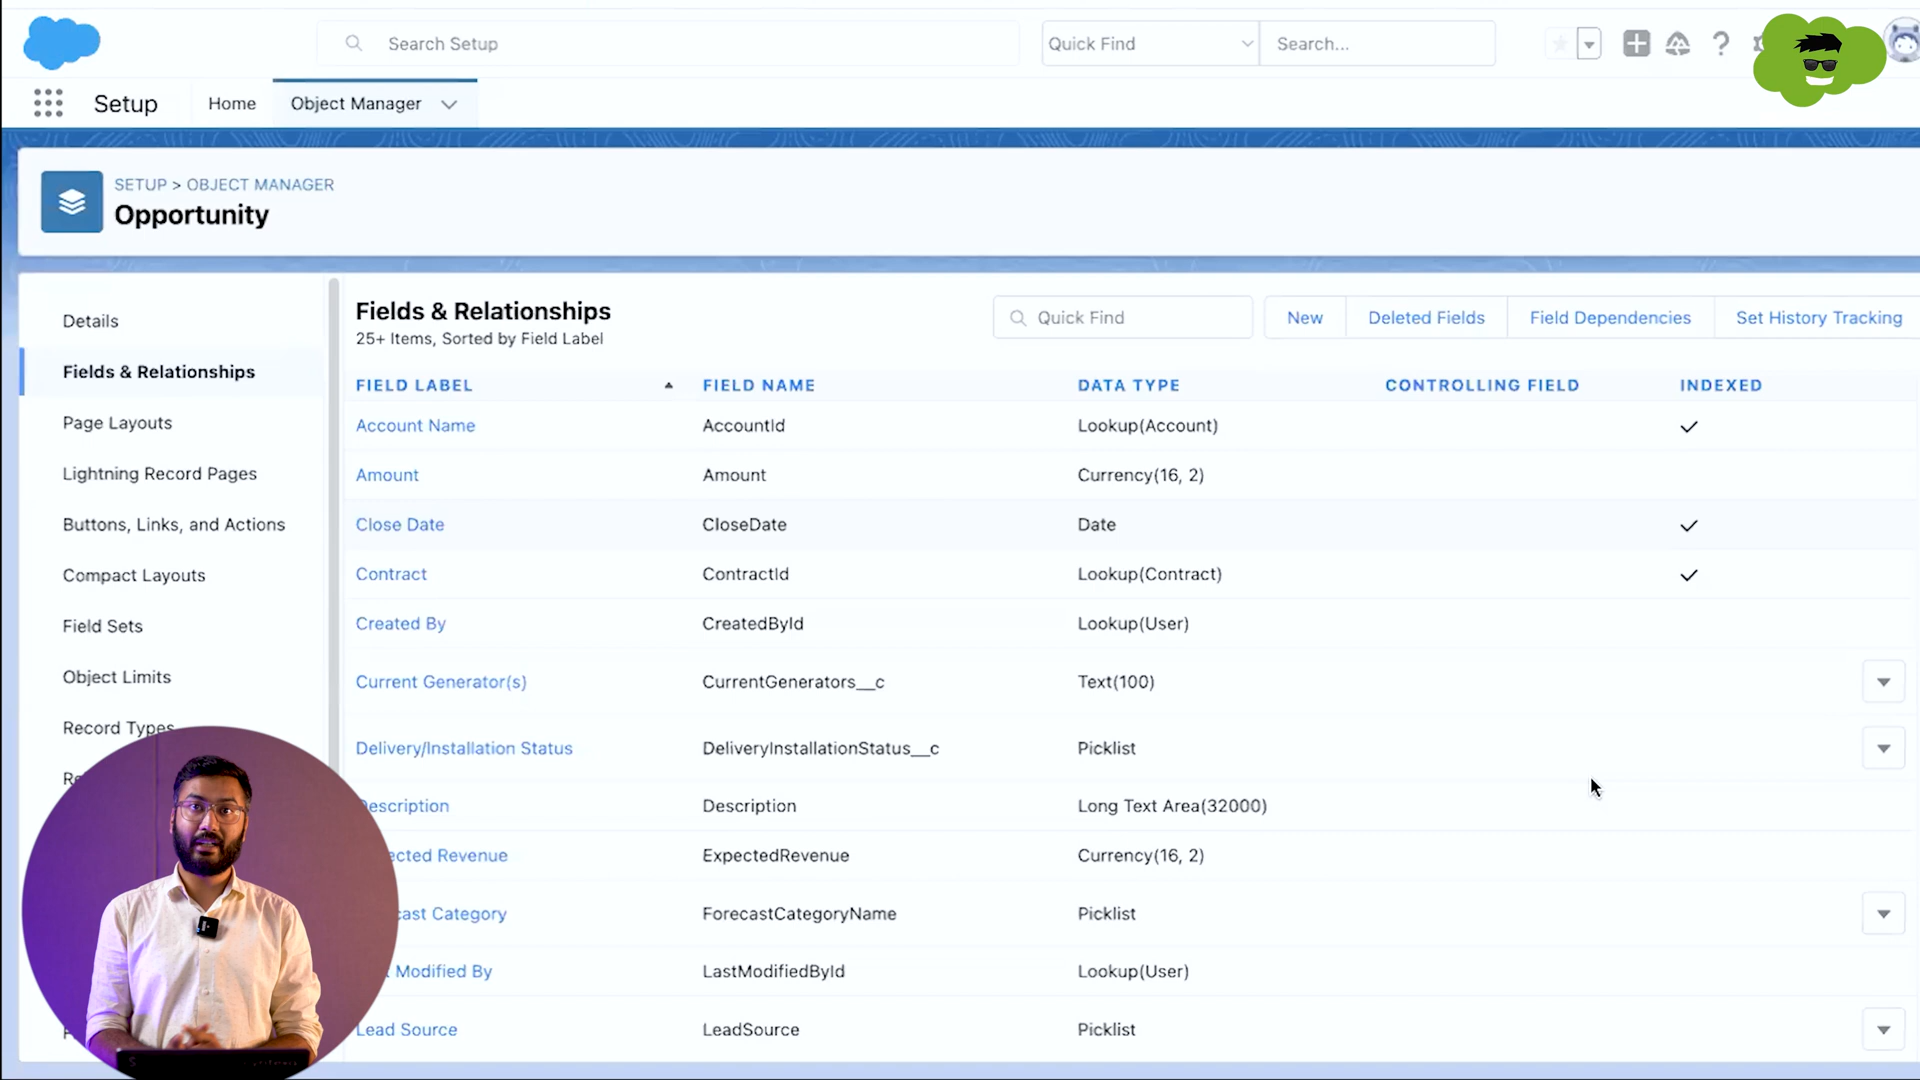 Search Setup
Quick Find
Search...
Setup
Home
Object Manager
SETUP > OBJECT MANAGER
Opportunity
Details
Fields & Relationships
Page Layouts
Lightning Record Pages
Buttons, Links, and Actions
Compact Layouts
Field Sets
Object Limits
Record Types
Fields & Relationships
25+ Items, Sorted by Field Label
Quick Find
New
Deleted Fields
Field Dependencies
Set History Tracking
FIELD LABEL FIELD NAME DATA TYPE CONTROLLING FIELD INDEXED
Account Name AccountId Lookup(Account)
Amount Amount Currency(16, 2)
Close Date CloseDate Date
Contract ContractId Lookup(Contract)
Created By CreatedById Lookup(User)
Current Generator(s) CurrentGenerators__c Text(100)
Delivery/Installation Status DeliveryInstallationStatus__c Picklist
escription Description Long Text Area(32000)
ected Revenue ExpectedRevenue Currency(16, 2)
cast Category ForecastCategoryName Picklist
Modified By LastModifiedById Lookup(User)
Lead Source LeadSource Picklist